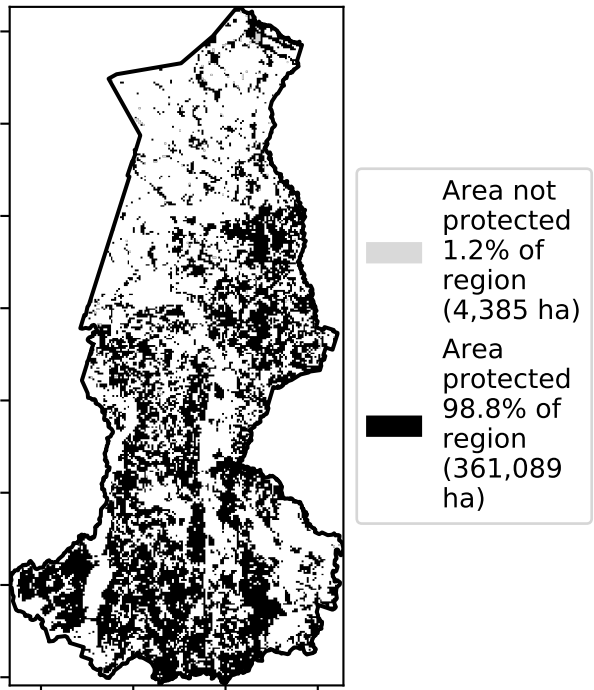 Area not
protected
1.2% of
region
(4,385 ha)
Area
protected
98.8% of
region
(361,089
ha)